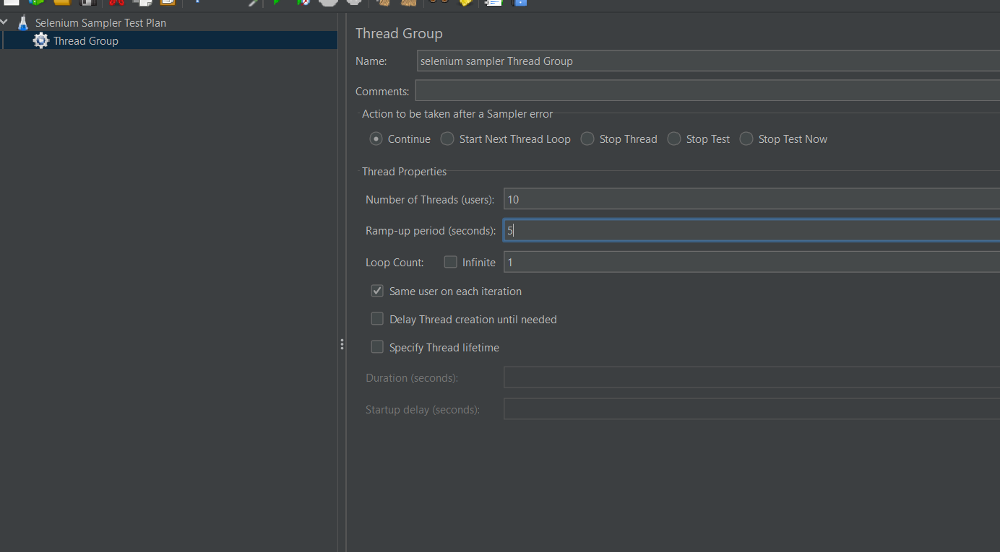 Selenium Sampler Test Plan
Thread Group
Thread Group
Name: selenium sampler Thread Group
Comments:
Action to be taken after a Sampler error
Continue Start Next Thread Loop Stop Thread Stop Test Stop Test Now
Thread Properties
Number of Threads (users): 10
Ramp-up period (seconds): 5
Loop Count: Infinite 1
Same user on each iteration
Delay Thread creation until needed
Specify Thread lifetime
Duration (seconds):
Startup delay (seconds):